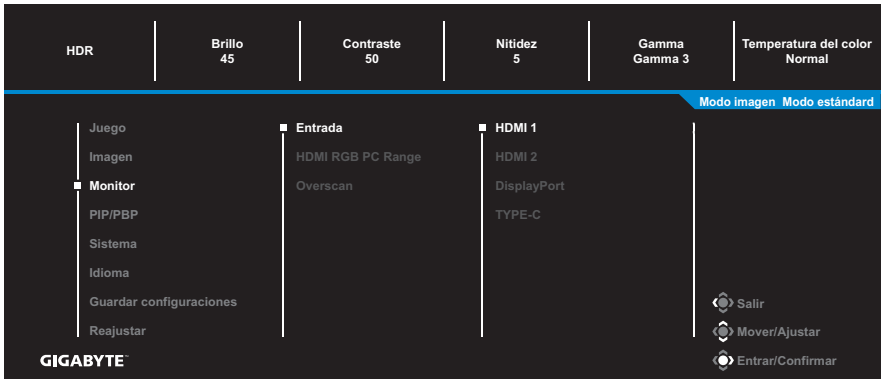 HDR
Brillo
45
Contraste
50
Nitidez
5
Gamma
Gamma 3
Temperatura del color
Normal
Modo imagen Modo estándard
Juego
Imagen
Monitor
PIP/PBP
Sistema
Idioma
Guardar configuraciones
Reajustar
Entrada
HDMI RGB PC Range
Overscan
HDMI 1
HDMI 2
DisplayPort
TYPE-C
Salir
Mover/Ajustar
Entrar/Confirmar
GIGABYTE™